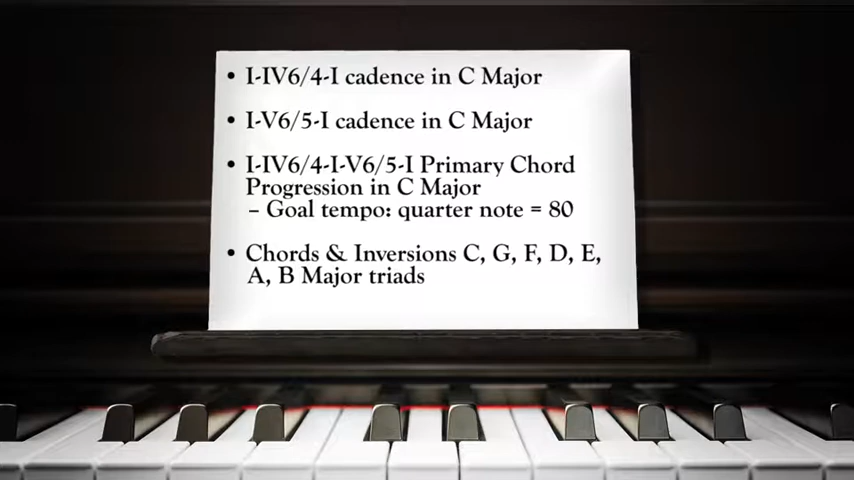 • I-IV6/4-I cadence in C Major
• I-V6/5-I cadence in C Major
• I-IV6/4-I-V6/5-I Primary Chord
Progression in C Major
– Goal tempo: quarter note = 80
• Chords & Inversions C, G, F, D, E,
A, B Major triads